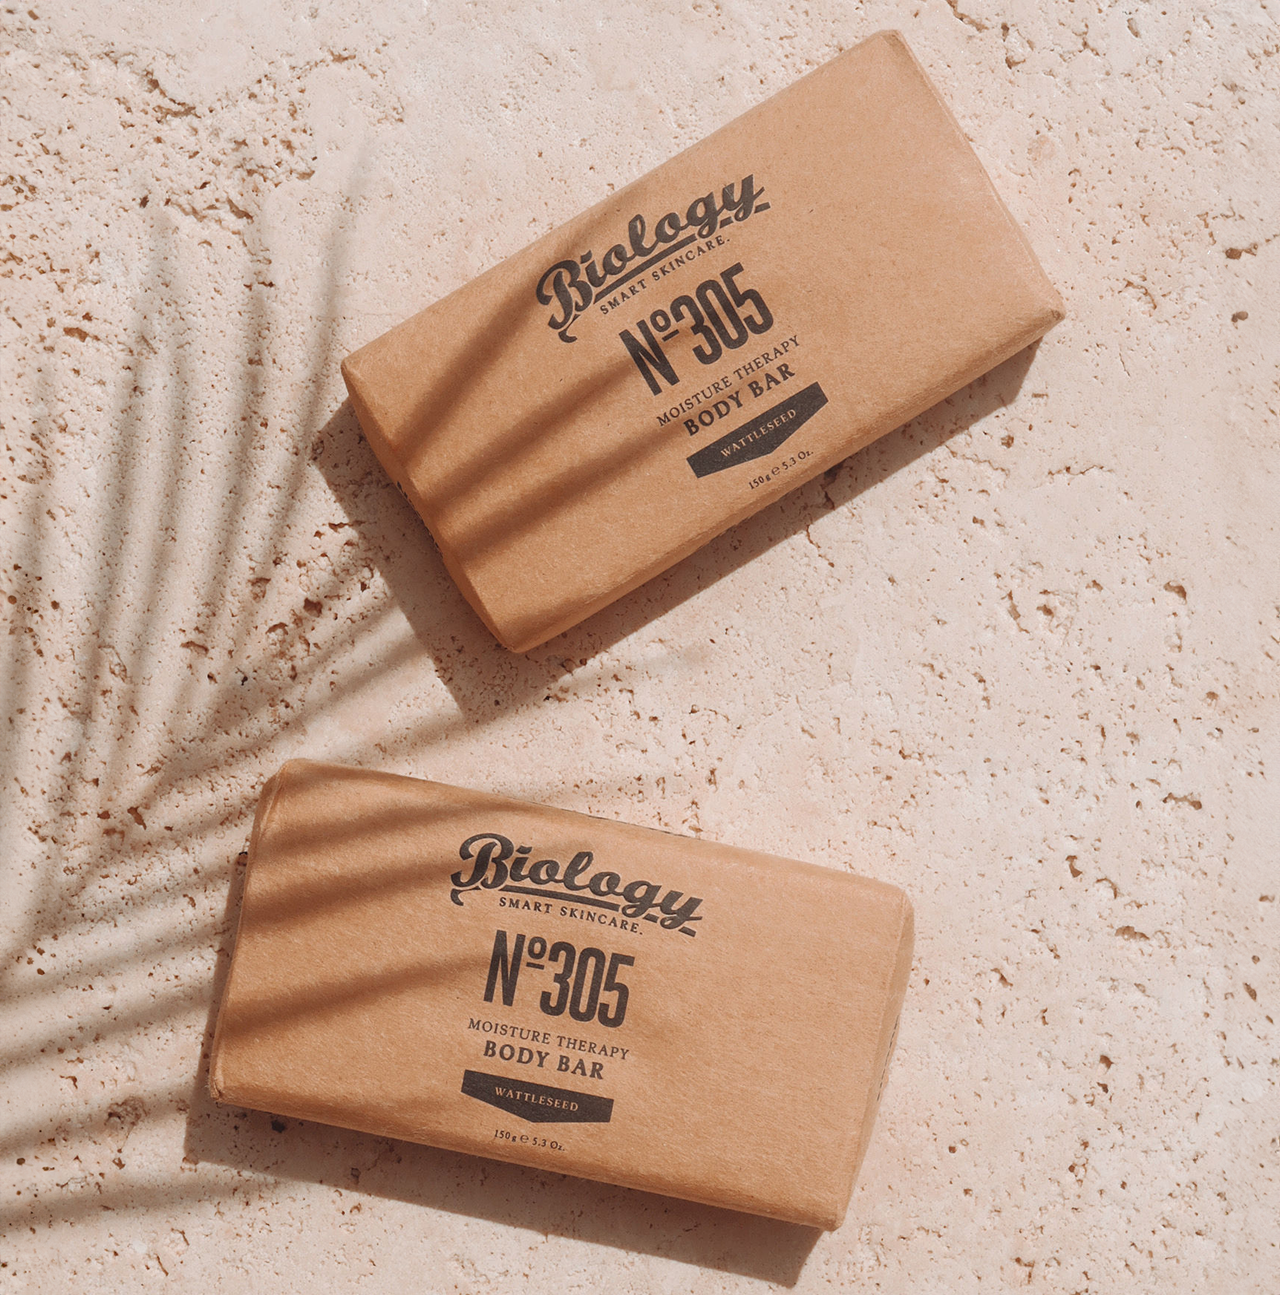 Biology
SMART SKINCARE.
Nº305
MOISTURE THERAPY
BODY BAR
WATTLESEED
150g ℮ 5.3 Oz.
Biology
SMART SKINCARE.
Nº305
MOISTURE THERAPY
BODY BAR
WATTLESEED
150g ℮ 5.3 Oz.